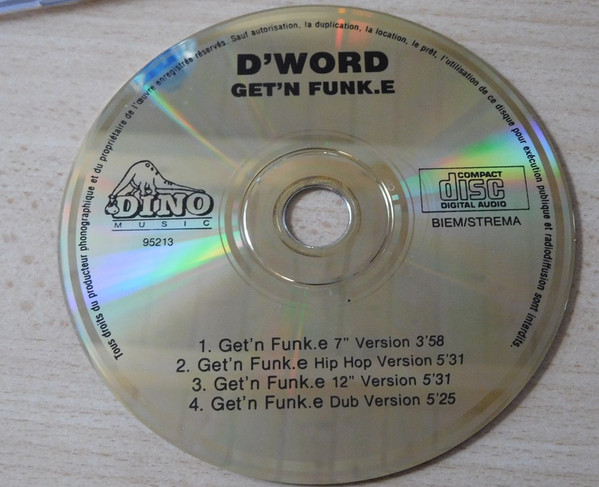 D'WORD
GET'N FUNK.E
Tous droits du producteur phonographique et du propriétaire de l'œuvre enregistrée réservés. Sauf autorisation, la duplication, la location, le prêt, l'utilisation de ce disque pour exécution publique et radiodiffusion sont interdits.
DINO
MUSIC
95213
COMPACT
disc
DIGITAL AUDIO
BIEM/STREMA
1. Get'n Funk.e 7" Version 3'58
2. Get'n Funk.e Hip Hop Version 5'31
3. Get'n Funk.e 12" Version 5'31
4. Get'n Funk.e Dub Version 5'25